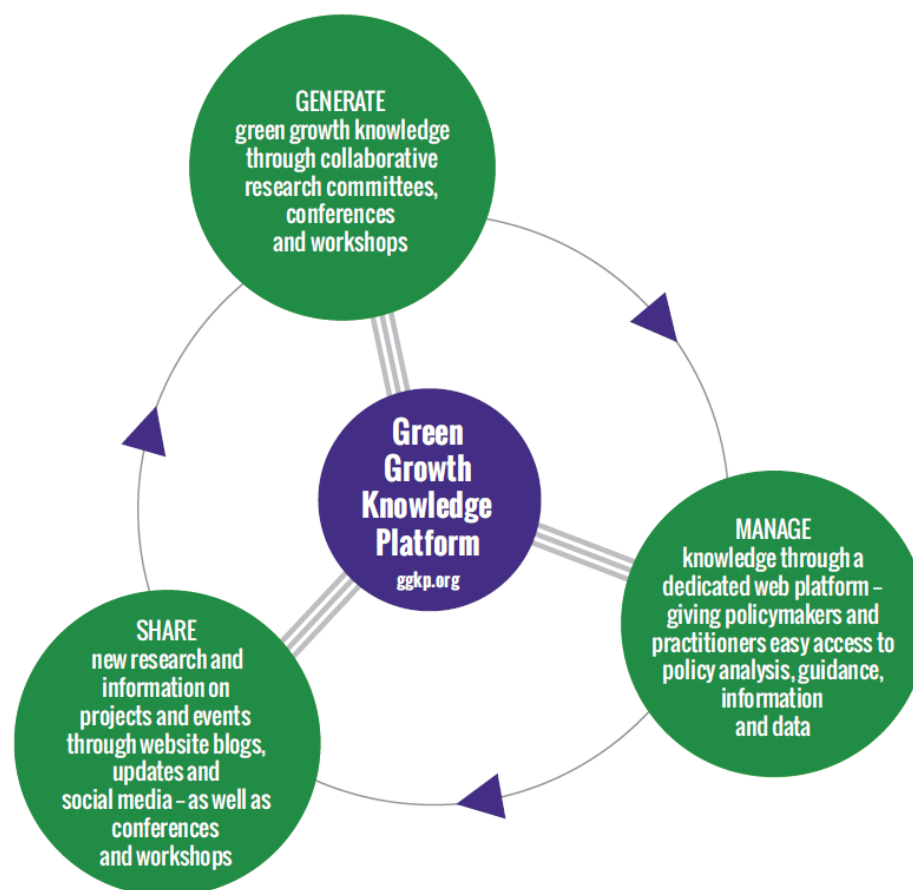 GENERATE
green growth knowledge
through collaborative
research committees,
conferences
and workshops
Green
Growth
Knowledge
Platform
ggkp.org
MANAGE
knowledge through a
dedicated web platform –
giving policymakers and
practitioners easy access to
policy analysis, guidance,
information
and data
SHARE
new research and
information on
projects and events
through website blogs,
updates and
social media – as well as
conferences
and workshops